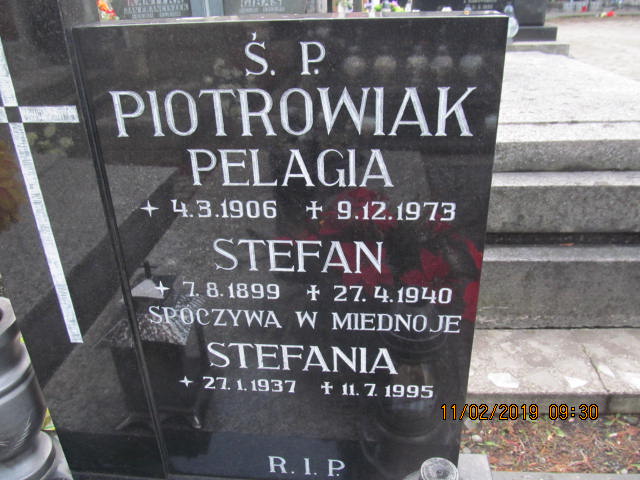 Ś. P.
PIOTROWIAK
PELAGIA
✦ 4.3.1906 ✝ 9.12.1973
STEFAN
✦ 7.8.1899 ✝ 27.4.1940
SPOCZYWA W MIEDNOJE
STEFANIA
✦ 27.1.1937 ✝ 11.7.1995
R.I.P.
11/02/2019 09:30